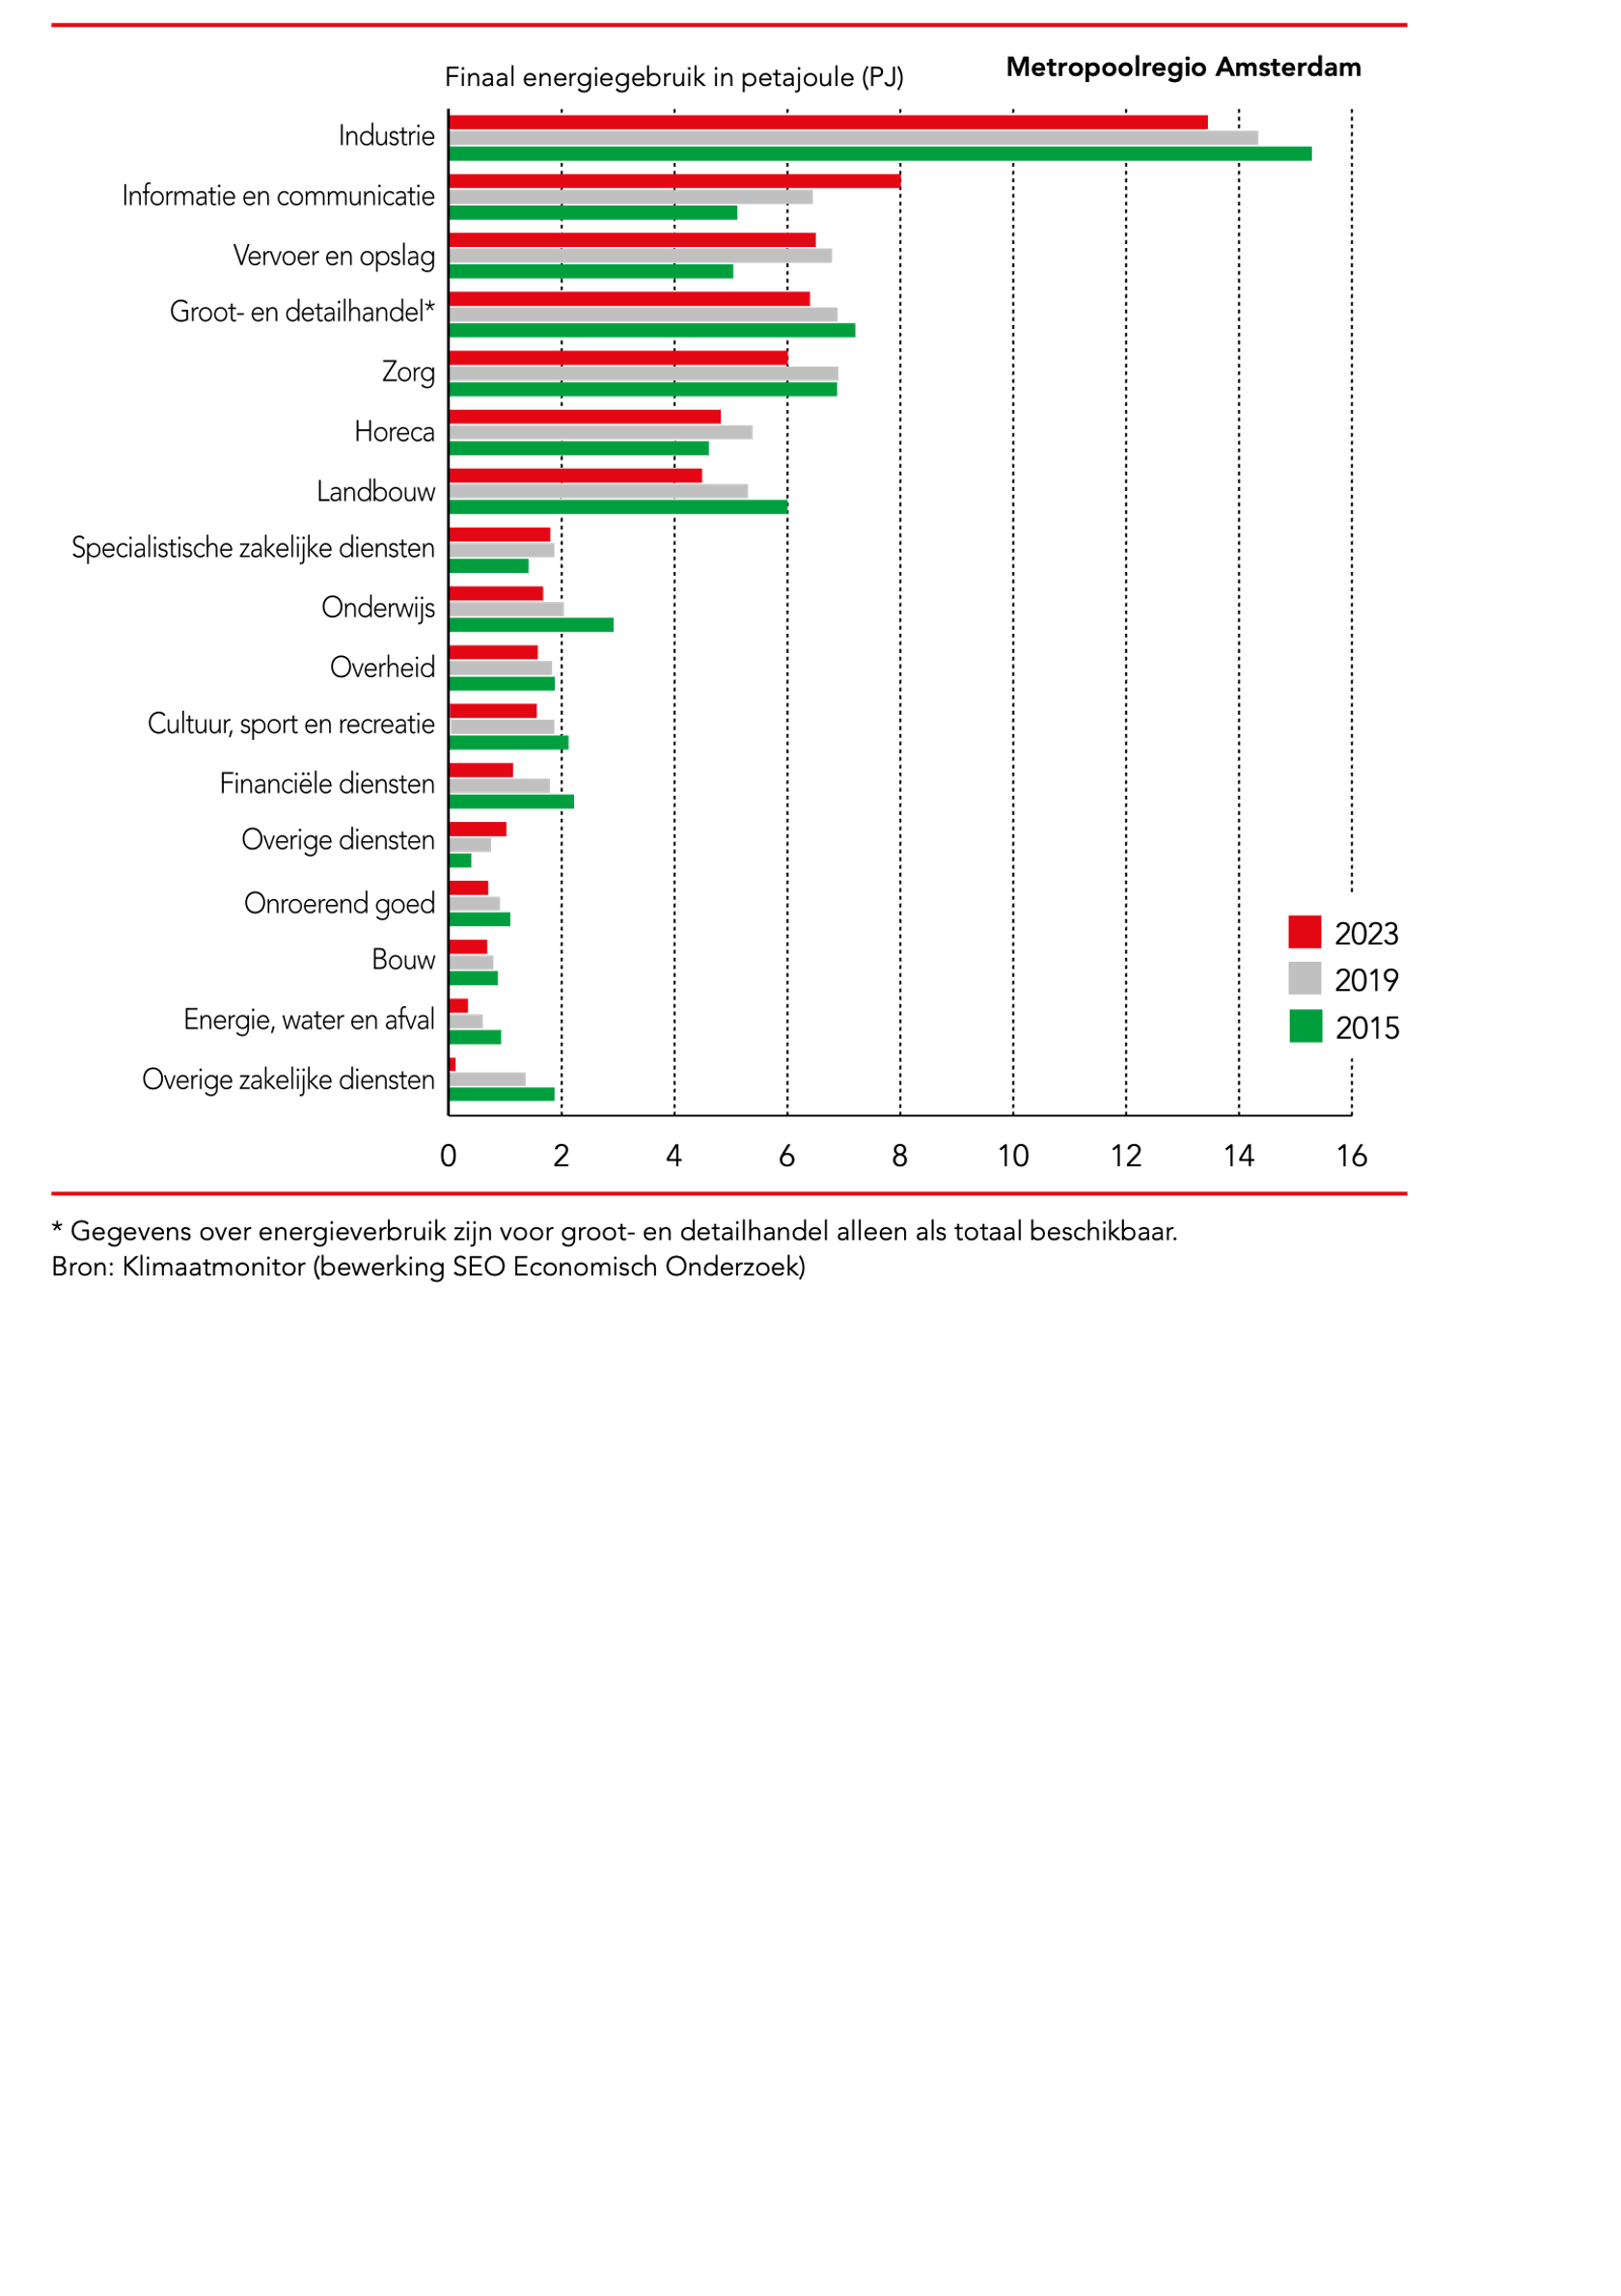 Finaal energiegebruik in petajoule (PJ)
Metropoolregio Amsterdam
Industrie
Informatie en communicatie
Vervoer en opslag
Groot- en detailhandel*
Zorg
Horeca
Landbouw
Specialistische zakelijke diensten
Onderwijs
Overheid
Cultuur, sport en recreatie
Financiële diensten
Overige diensten
Onroerend goed
Bouw
Energie, water en afval
Overige zakelijke diensten
2023
2019
2015
0 2 4 6 8 10 12 14 16
* Gegevens over energieverbruik zijn voor groot- en detailhandel alleen als totaal beschikbaar.
Bron: Klimaatmonitor (bewerking SEO Economisch Onderzoek)